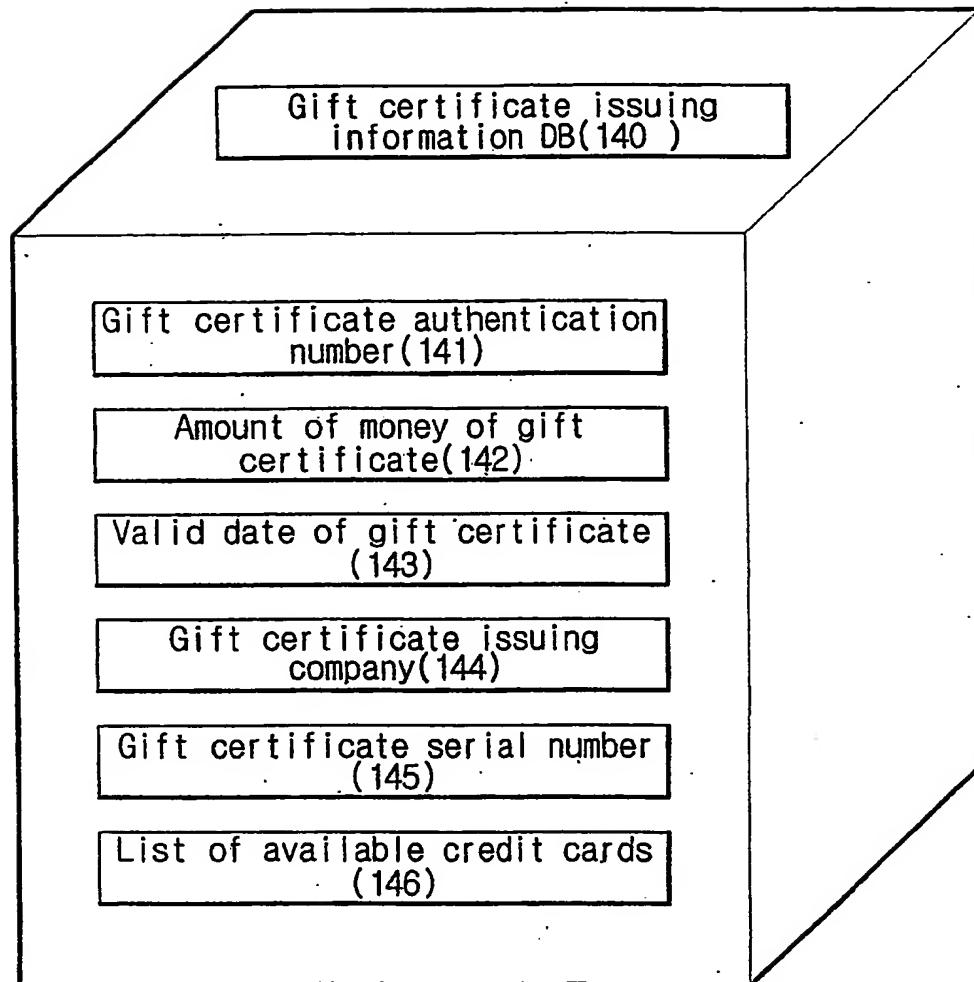 Gift certificate issuing
information DB(140 )
Gift certificate authentication
number(141)
Amount of money of gift
certificate(142)
Valid date of gift certificate
(143)
Gift certificate issuing
company(144)
Gift certificate serial number
(145)
List of available credit cards
(146)